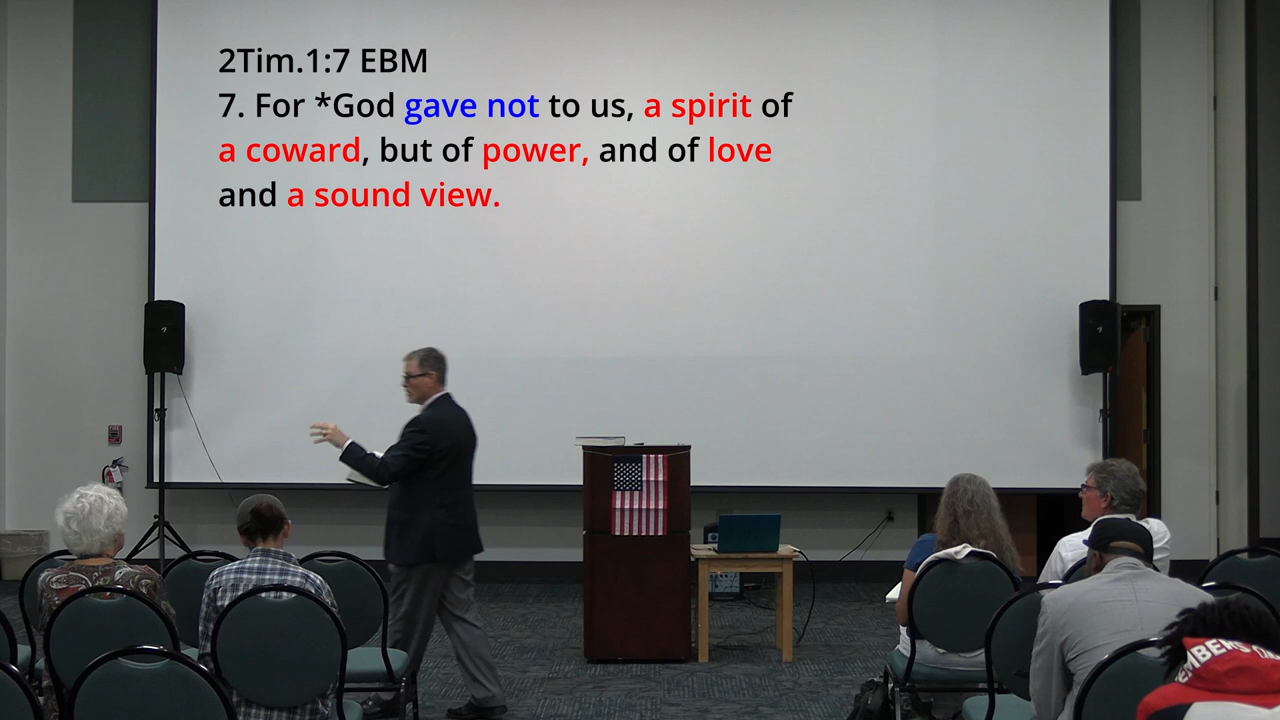 2Tim.1:7 EBM
7. For *God gave not to us, a spirit of
a coward, but of power, and of love
and a sound view.